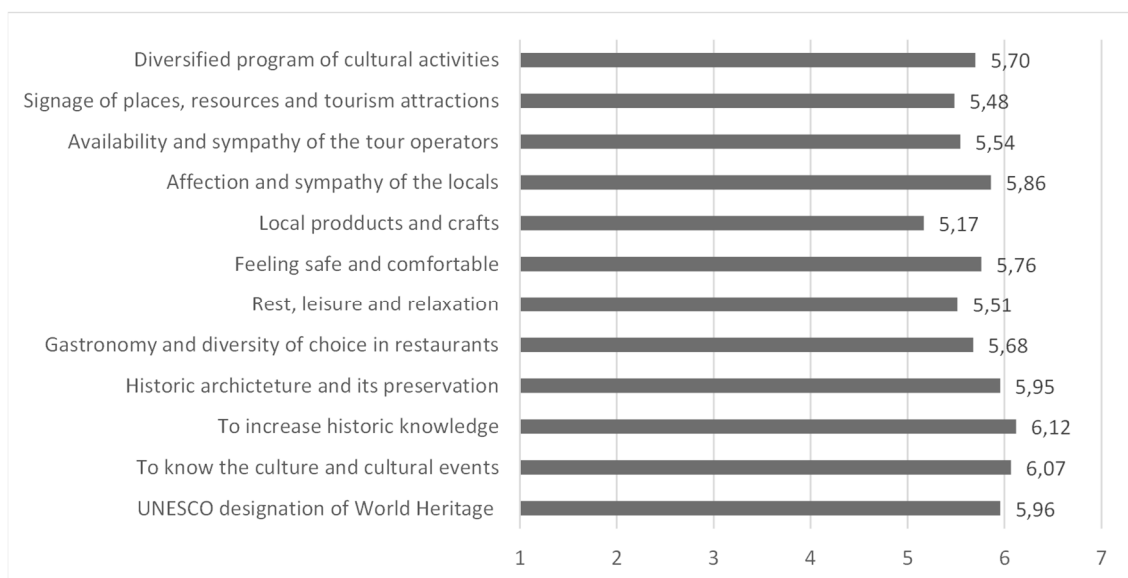 Diversified program of cultural activities 5,70
Signage of places, resources and tourism attractions 5,48
Availability and sympathy of the tour operators 5,54
Affection and sympathy of the locals 5,86
Local prodducts and crafts 5,17
Feeling safe and comfortable 5,76
Rest, leisure and relaxation 5,51
Gastronomy and diversity of choice in restaurants 5,68
Historic archicteture and its preservation 5,95
To increase historic knowledge 6,12
To know the culture and cultural events 6,07
UNESCO designation of World Heritage 5,96
1 2 3 4 5 6 7